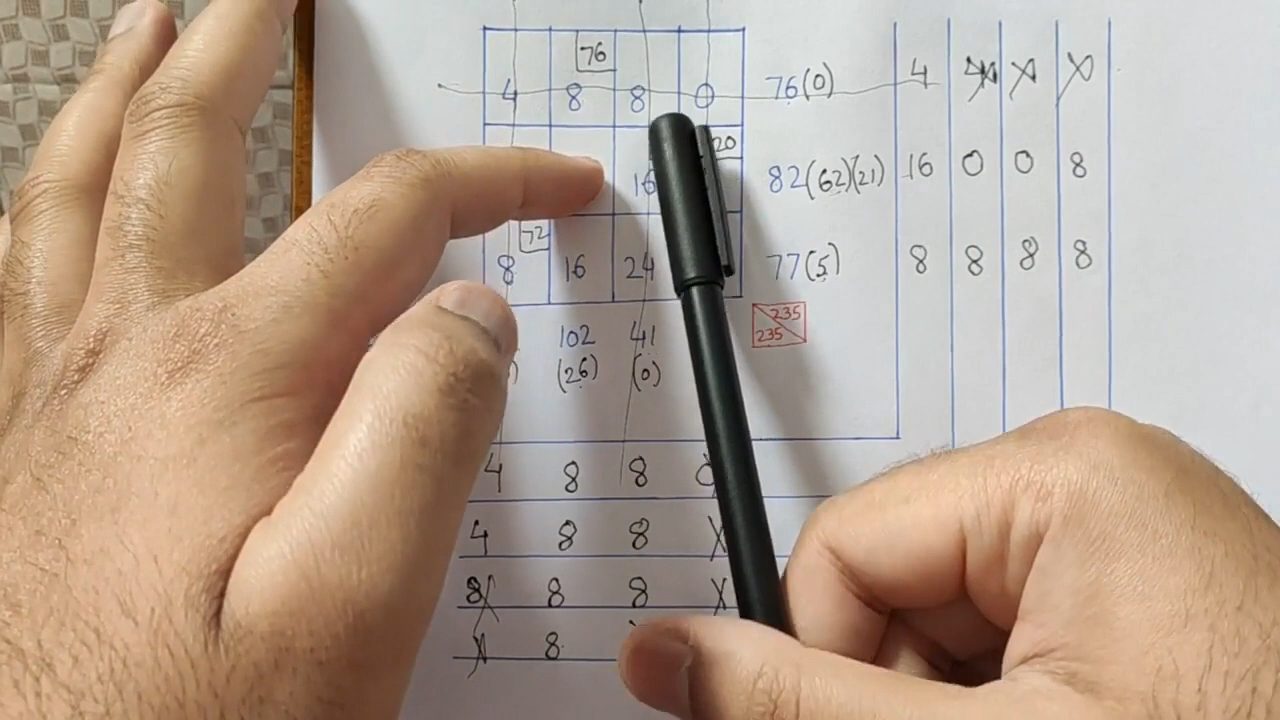 76
4 8 8 0 76(0) 4
20
16 82(62)(21) 16 0 0 8
72
8 16 24 77(5) 8 8 8 8
235
235
102 41
(26) (0)
4 8 8
4 8 8 X
8 8 8 X
8